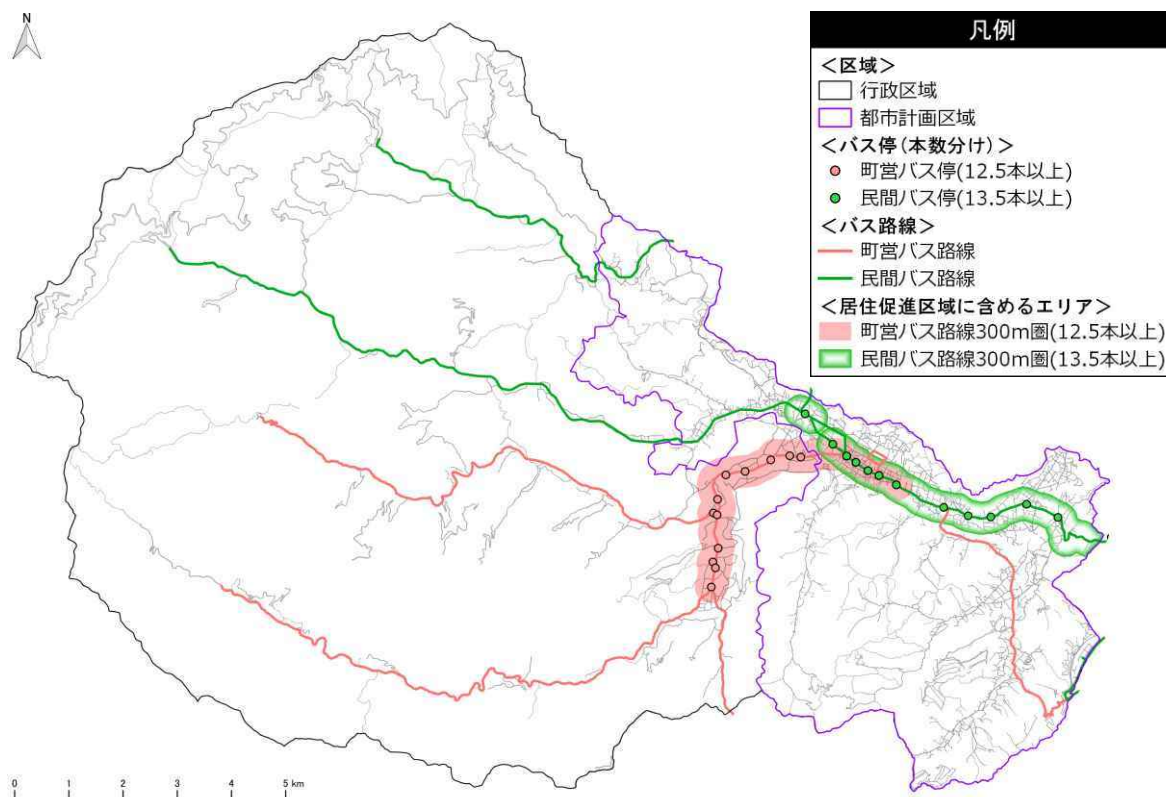 N
凡例
＜区域＞
行政区域
都市計画区域
＜バス停（本数分け）＞
町営バス停(12.5本以上)
民間バス停(13.5本以上)
＜バス路線＞
町営バス路線
民間バス路線
＜居住促進区域に含めるエリア＞
町営バス路線300m圏(12.5本以上)
民間バス路線300m圏(13.5本以上)
0 1 2 3 4 5 km